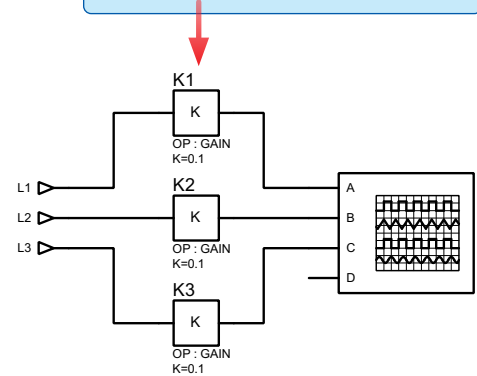 K1
K
OP : GAIN
K=0.1
L1
L2
L3
K2
K
OP : GAIN
K=0.1
K3
K
OP : GAIN
K=0.1
A
B
C
D